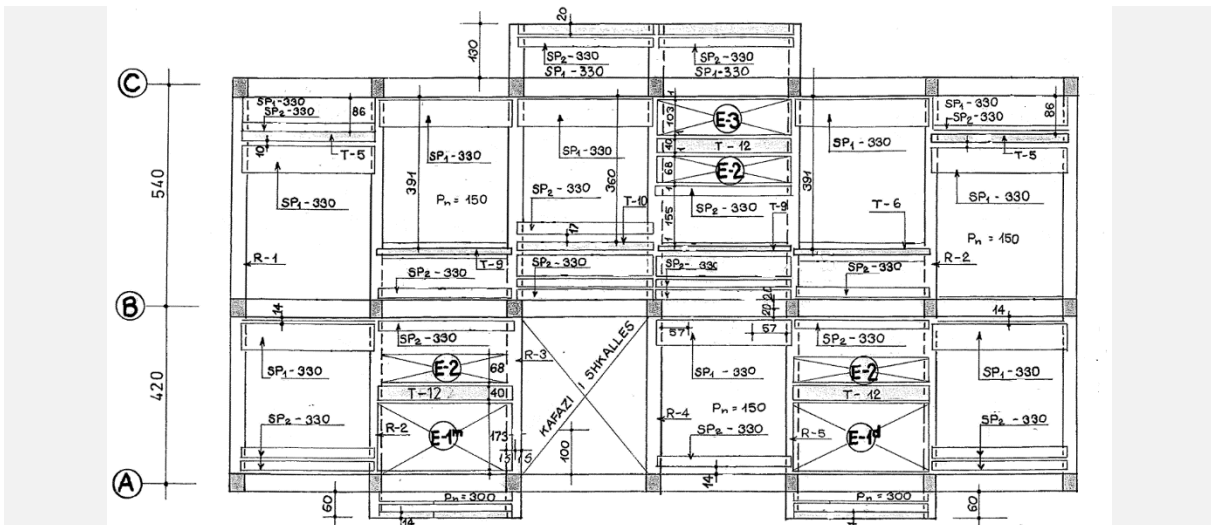 20
130
SP2-330
SP1-330
SP2-330
SP1-330
C
SP1-330
SP2-330
86
10
T-5
SP1-330
SP1-330
391
Pn = 150
SP1-330
360
SP2-330
T-10
17
103
E-3
40
T-12
68
E-2
1
SP2-330
155
1
T-9
SP1-330
391
T-6
SP1-330
SP2-330
86
T-5
SP1-330
Pn = 150
540
R-1
T-9
SP2-330
SP2-330
SP2-330
SP2-330
R-2
B
14
SP2-330
R-3
20 20
57
57
SP2-330
14
SP1-330
E-2
68
T-12
40
KAFAZI I SHKALLES
SP1-330
E-2
T-12
SP1-330
420
R-4
Pn = 150
SP2-330
R-2
E-1m
173
15
15
100
SP2-330
R-5
E-1d
SP2-330
14
A
60
Pn = 300
14
Pn = 300
60